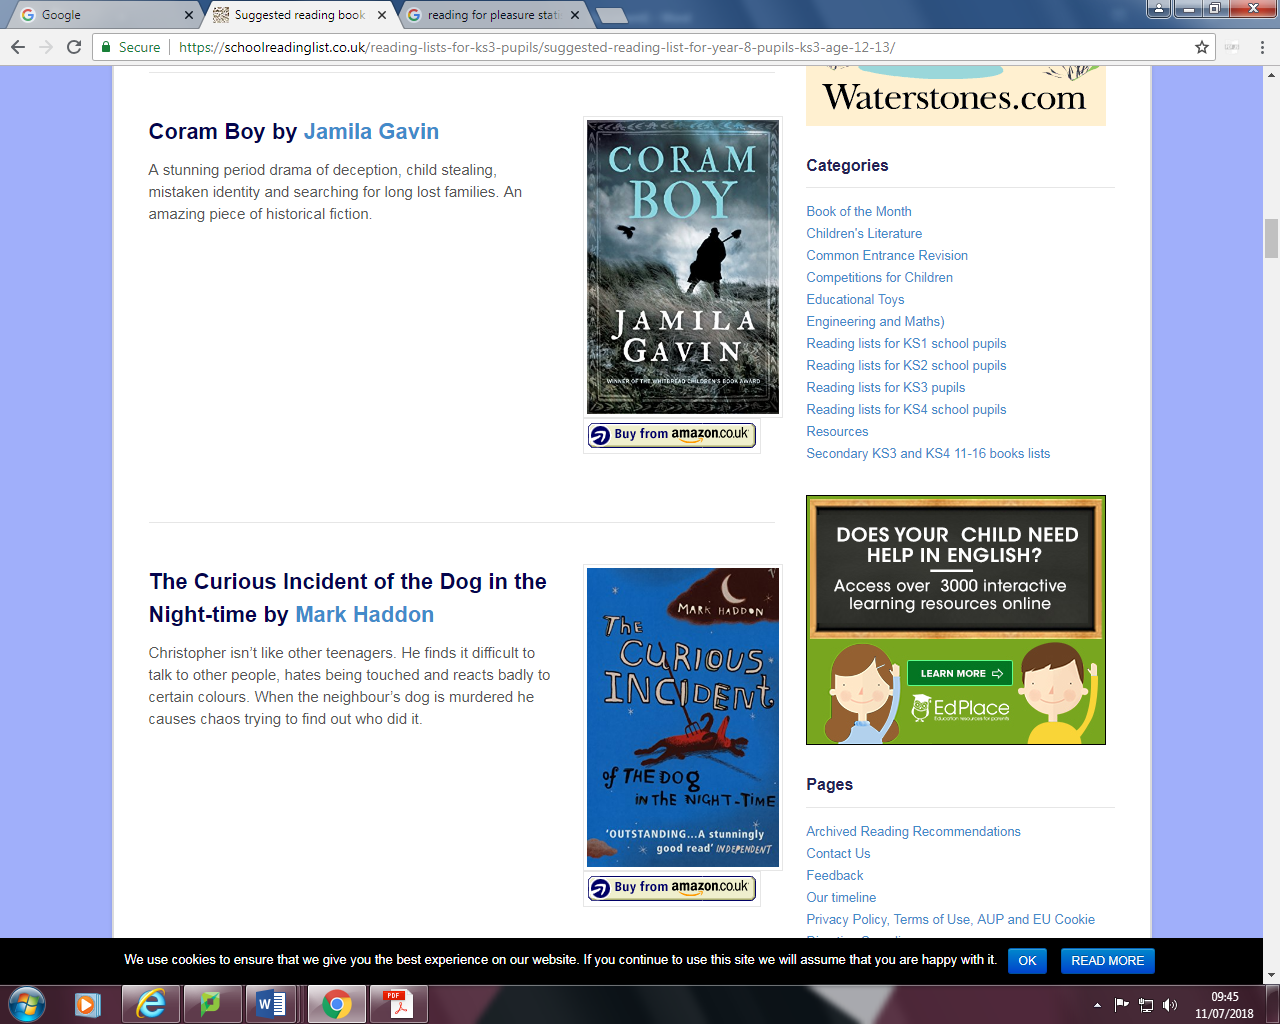 Google
Suggested reading book
reading for pleasure stat
Secure
https://schoolreadinglist.co.uk/reading-lists-for-ks3-pupils/suggested-reading-list-for-year-8-pupils-ks3-age-12-13/
Coram Boy by Jamila Gavin
A stunning period drama of deception, child stealing,
mistaken identity and searching for long lost families. An
amazing piece of historical fiction.
CORAM
BOY
JAMILA
GAVIN
WINNER OF THE WHITBREAD CHILDREN'S BOOK AWARD
Buy from amazon.co.uk
The Curious Incident of the Dog in the
Night-time by Mark Haddon
Christopher isn’t like other teenagers. He finds it difficult to
talk to other people, hates being touched and reacts badly to
certain colours. When the neighbour’s dog is murdered he
causes chaos trying to find out who did it.
MARK HADDON
THE
CURIOUS
INCIDENT
of THE DOG
IN THE NIGHT-TIME
‘OUTSTANDING...A stunningly
good read’ INDEPENDENT
Buy from amazon.co.uk
Waterstones.com
Categories
Book of the Month
Children’s Literature
Common Entrance Revision
Competitions for Children
Educational Toys
Engineering and Maths)
Reading lists for KS1 school pupils
Reading lists for KS2 school pupils
Reading lists for KS3 pupils
Reading lists for KS4 school pupils
Resources
Secondary KS3 and KS4 11-16 books lists
DOES YOUR CHILD NEED
HELP IN ENGLISH?
Access over 3000 interactive
learning resources online
LEARN MORE
EdPlace
Education resources for parents
Pages
Archived Reading Recommendations
Contact Us
Feedback
Our timeline
Privacy Policy, Terms of Use, AUP and EU Cookie
We use cookies to ensure that we give you the best experience on our website. If you continue to use this site we will assume that you are happy with it.
OK
READ MORE
PDF
09:45
11/07/2018